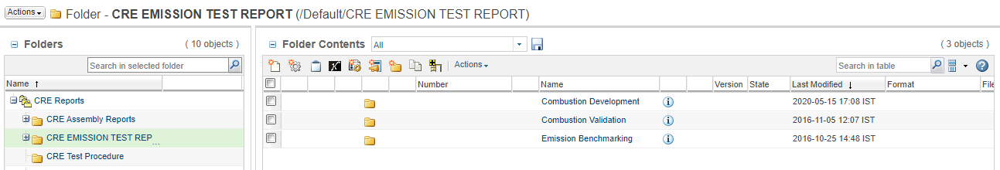 Actions Folder - CRE EMISSION TEST REPORT (/Default/CRE EMISSION TEST REPORT)
Folders ( 10 objects )
Search in selected folder
Name
CRE Reports
CRE Assembly Reports
CRE EMISSION TEST REP...
CRE Test Procedure
Folder Contents All ( 3 objects )
Actions Search in table
Number Name Version State Last Modified Format File
Combustion Development 2020-05-15 17:08 IST
Combustion Validation 2016-11-05 12:07 IST
Emission Benchmarking 2016-10-25 14:48 IST